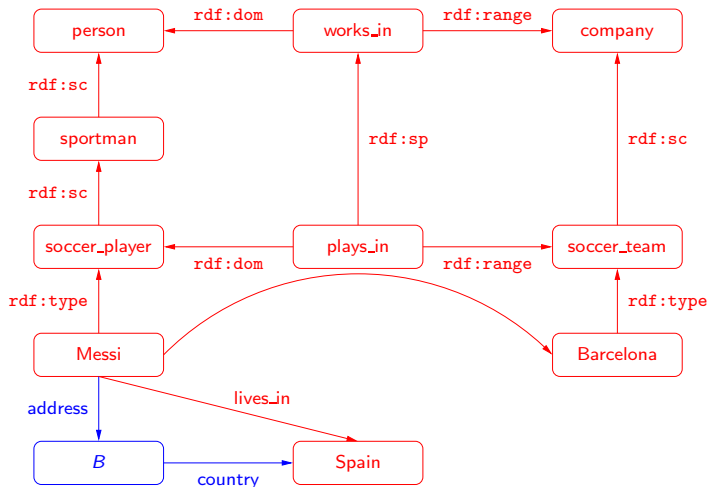 person
rdf:dom
works_in
rdf:range
company
rdf:sc
sportman
rdf:sp
rdf:sc
rdf:sc
soccer_player
plays_in
soccer_team
rdf:dom
rdf:range
rdf:type
rdf:type
Messi
Barcelona
address
lives_in
B
country
Spain